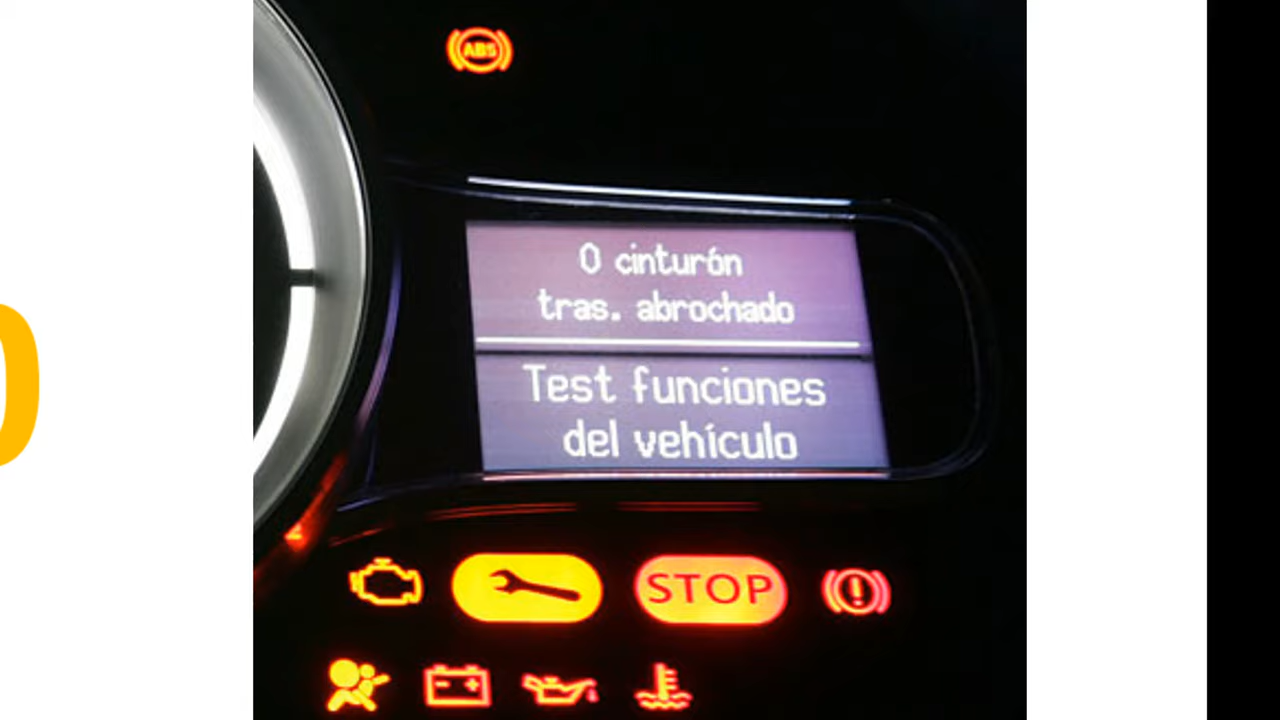 ABS
0 cinturón
tras. abrochado
Test funciones
del vehículo
STOP